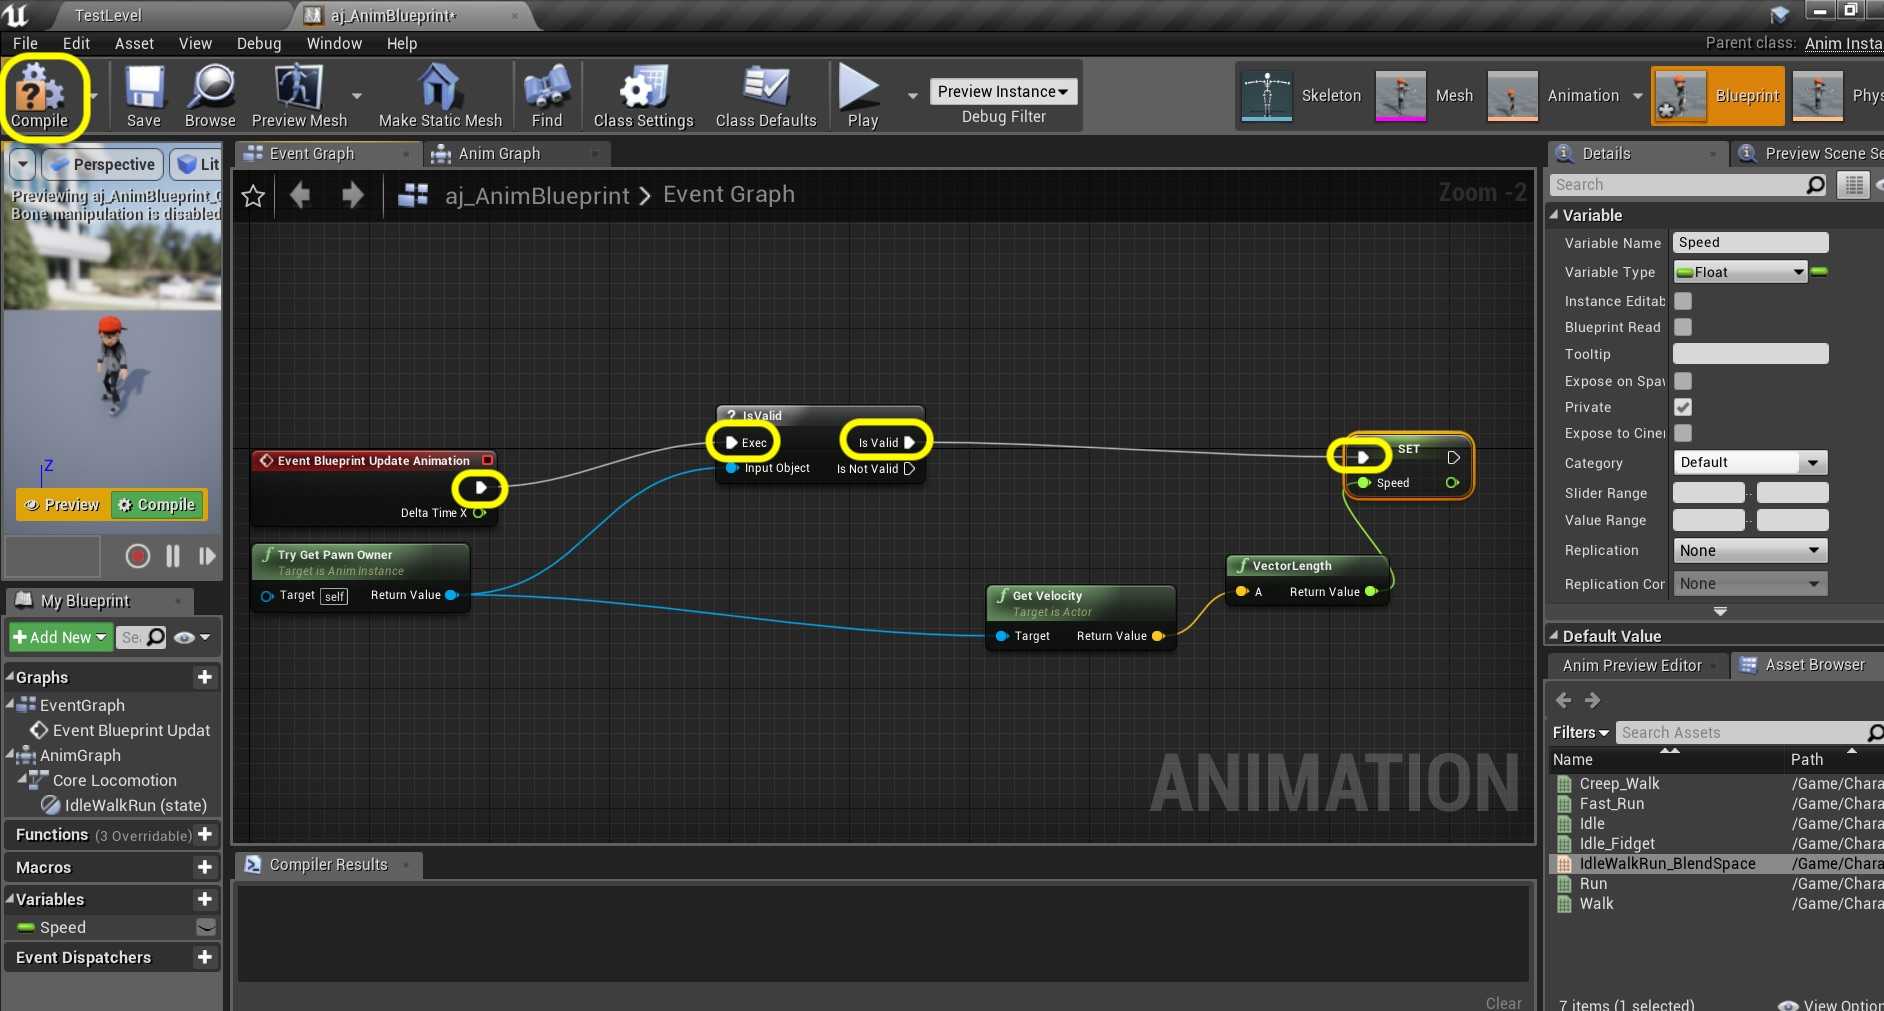 TestLevel
aj_AnimBlueprint*
File Edit Asset View Debug Window Help
Parent class: Anim Insta
Compile
Save
Browse
Preview Mesh
Make Static Mesh
Find
Class Settings
Class Defaults
Play
Preview Instance
Debug Filter
Skeleton
Mesh
Animation
Blueprint
Phys
Perspective
Lit
Previewing aj_AnimBlueprint_C
Bone manipulation is disabled
Z
Preview
Compile
Event Graph
Anim Graph
aj_AnimBlueprint > Event Graph
Zoom -2
Event Blueprint Update Animation
Delta Time X
Try Get Pawn Owner
Target is Anim Instance
Target self Return Value
? IsValid
Exec Is Valid
Input Object Is Not Valid
Get Velocity
Target is Actor
Target Return Value
VectorLength
A Return Value
SET
Speed
ANIMATION
My Blueprint
Add New
Graphs
EventGraph
Event Blueprint Updat
AnimGraph
Core Locomotion
IdleWalkRun (state)
Functions (3 Overridable)
Macros
Variables
Speed
Event Dispatchers
Compiler Results
Clear
Details
Preview Scene Se
Search
Variable
Variable Name Speed
Variable Type Float
Instance Editab
Blueprint Read
Tooltip
Expose on Spaw
Private
Expose to Ciner
Category Default
Slider Range
Value Range
Replication None
Replication Con None
Default Value
Anim Preview Editor
Asset Browser
Filters Search Assets
Name Path
Creep_Walk /Game/Chara
Fast_Run /Game/Chara
Idle /Game/Chara
Idle_Fidget /Game/Chara
IdleWalkRun_BlendSpace /Game/Chara
Run /Game/Chara
Walk /Game/Chara
7 items (1 selected) View Option